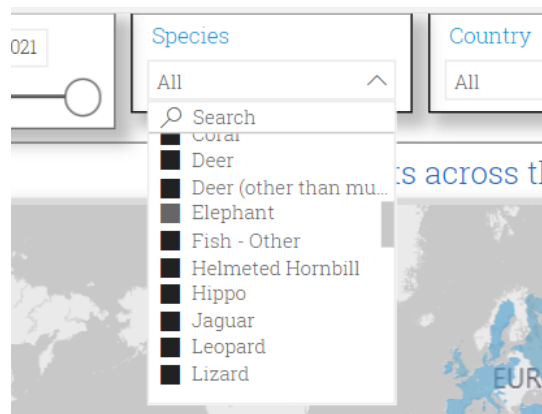 021
Species
Country
All
All
Search
Coral
Deer
Deer (other than mu...
ts across th
Elephant
Fish - Other
Helmeted Hornbill
Hippo
Jaguar
Leopard
Lizard
EUR